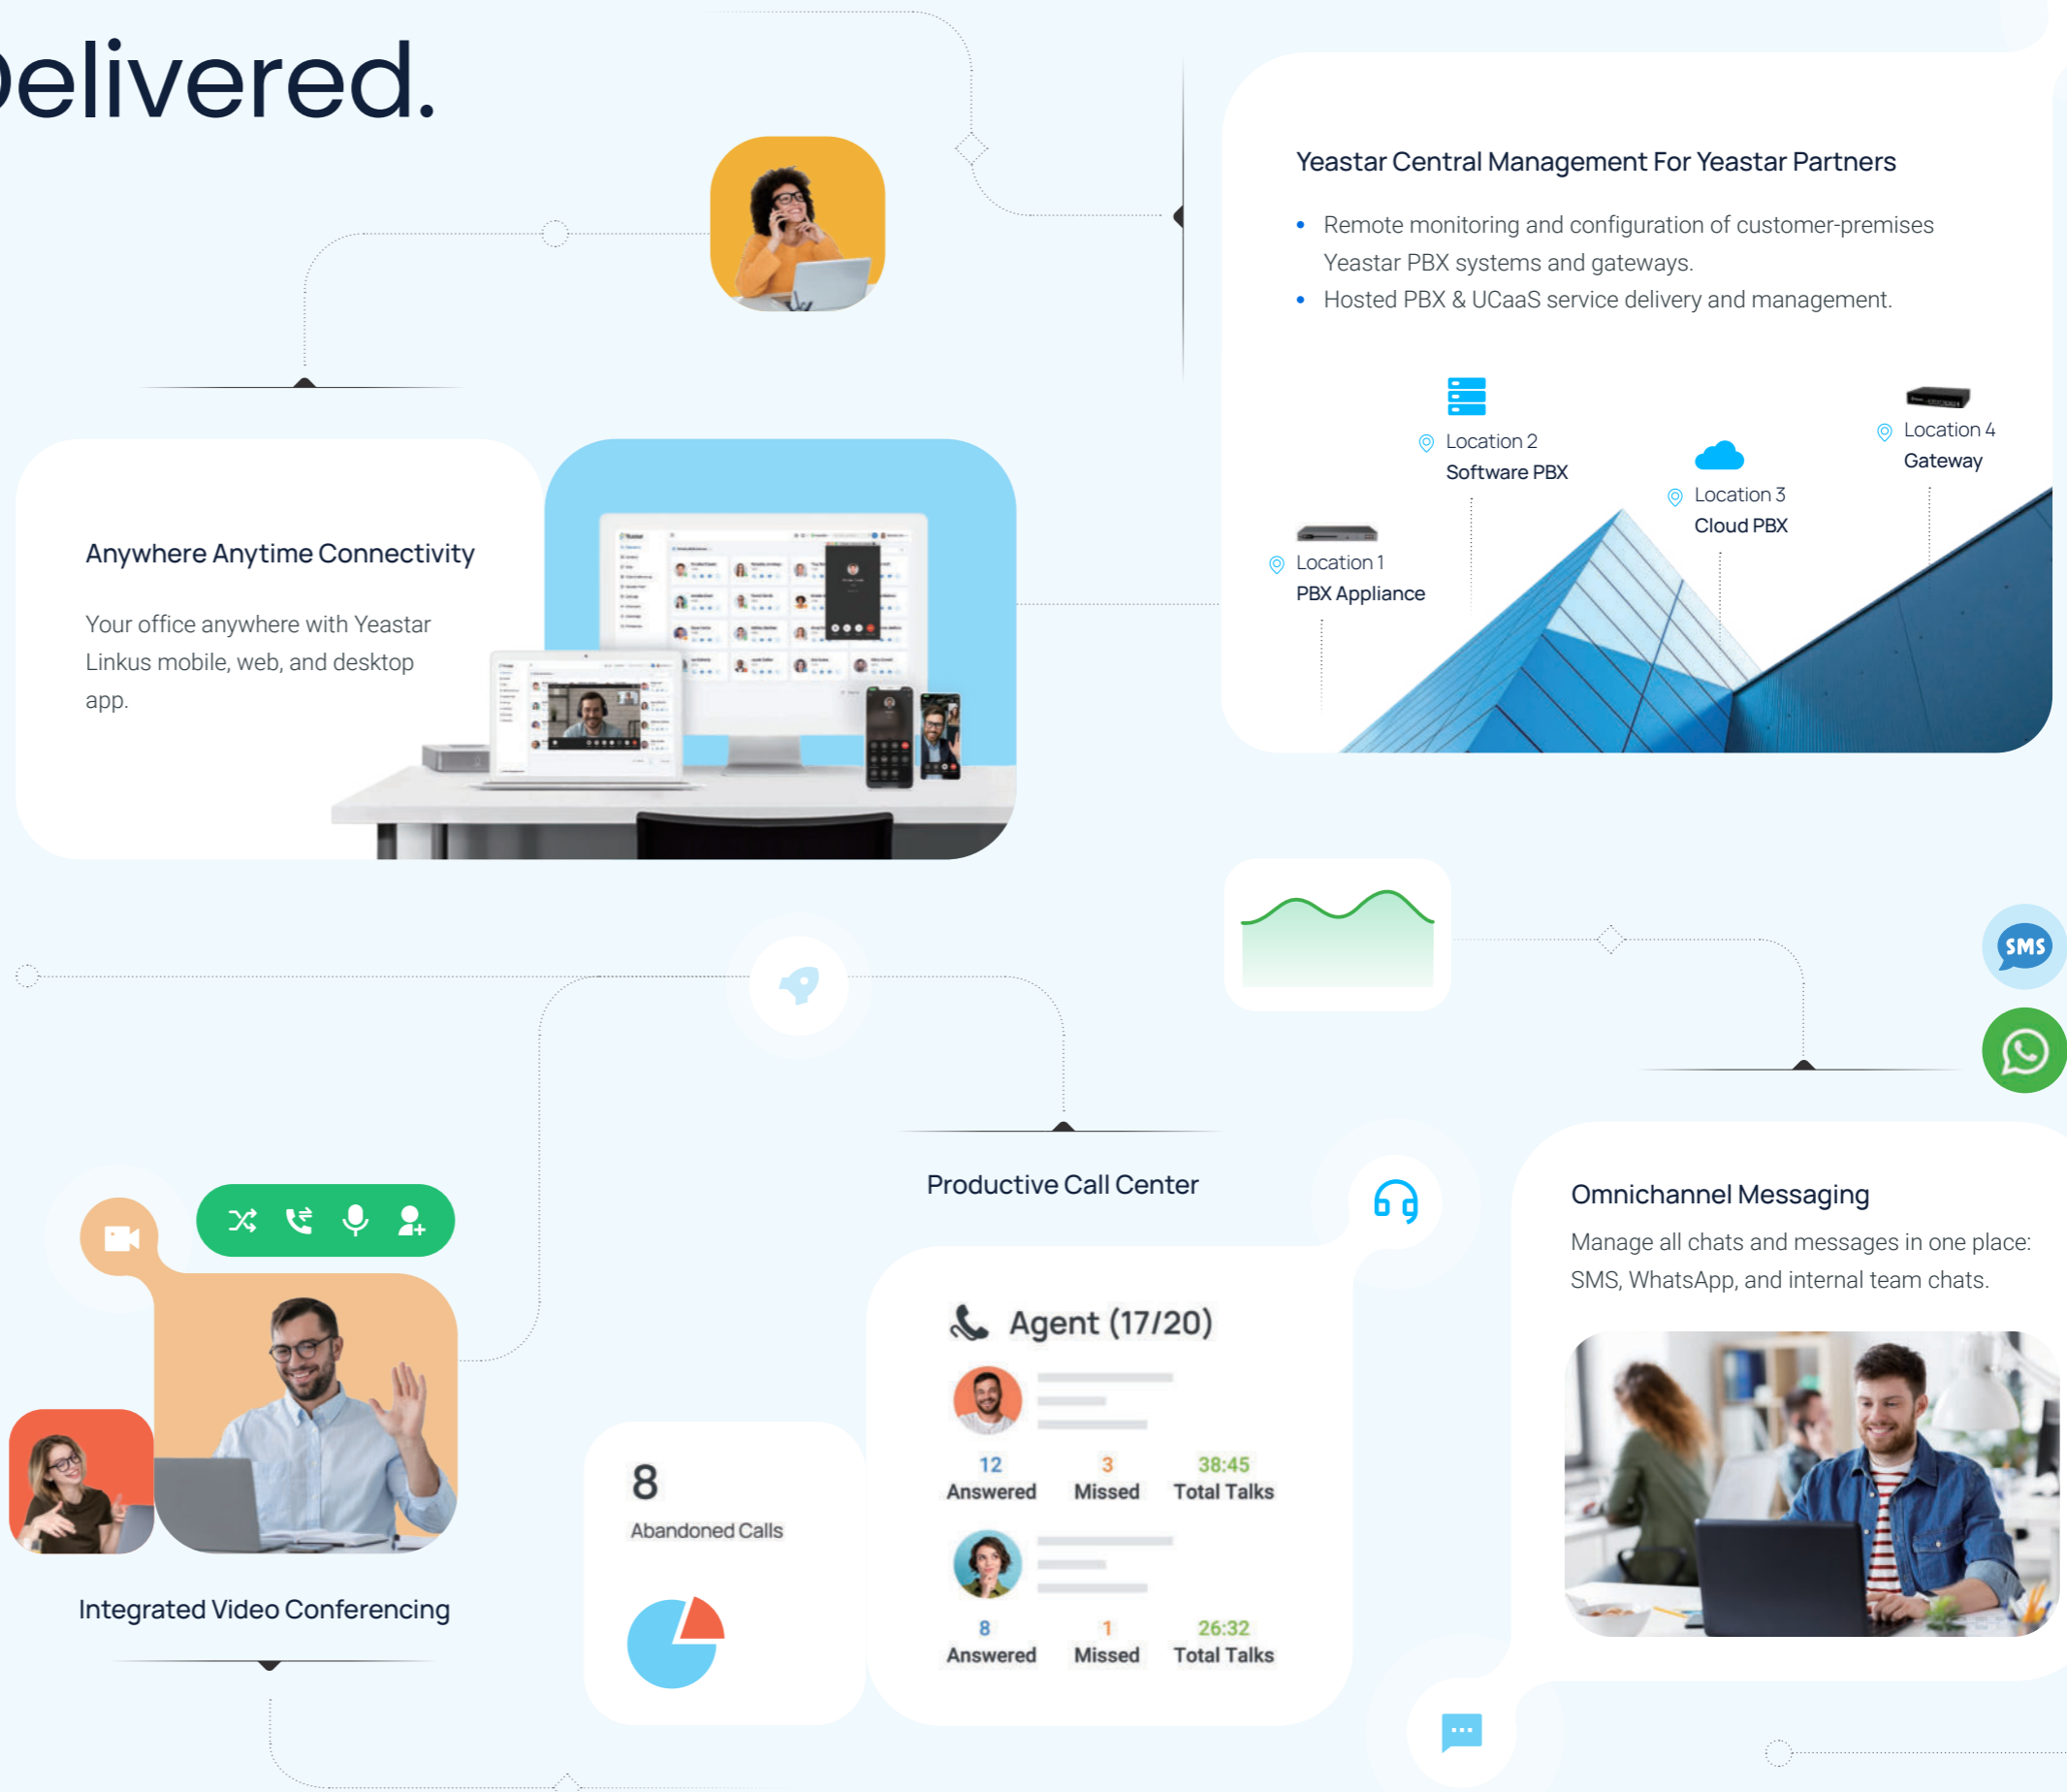 Delivered.
Yeastar Central Management For Yeastar Partners
Remote monitoring and configuration of customer-premises
Yeastar PBX systems and gateways.
Hosted PBX & UCaaS service delivery and management.
Location 2
Software PBX
Location 4
Gateway
Location 3
Cloud PBX
Location 1
PBX Appliance
Anywhere Anytime Connectivity
Your office anywhere with Yeastar
Linkus mobile, web, and desktop
app.
Yeastar
SMS
Productive Call Center
Agent (17/20)
12
3
38:45
Answered
Missed
Total Talks
8
1
26:32
Answered
Missed
Total Talks
8
Abandoned Calls
Omnichannel Messaging
Manage all chats and messages in one place:
SMS, WhatsApp, and internal team chats.
Integrated Video Conferencing